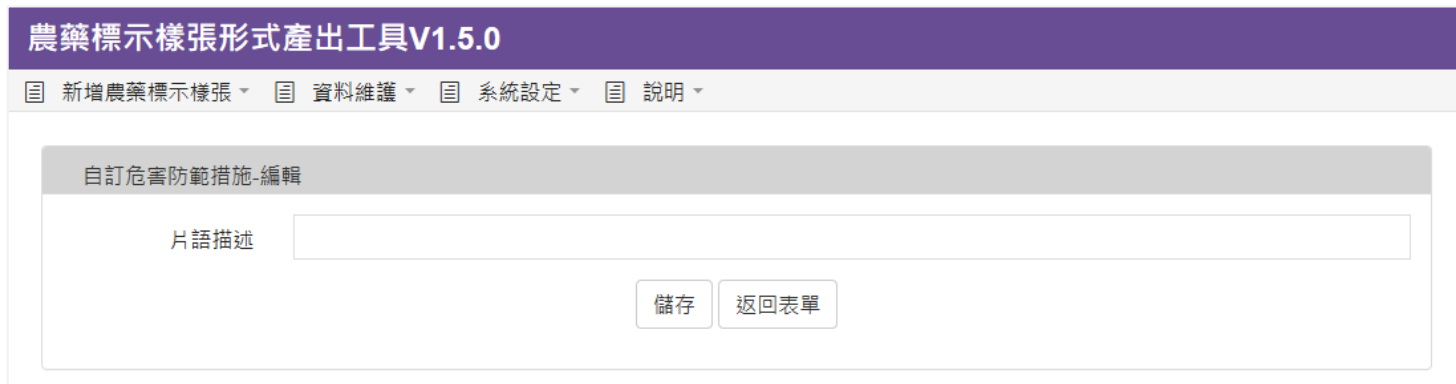 農藥標示樣張形式產出工具V1.5.0
新增農藥標示樣張 資料維護 系統設定 說明
自訂危害防範措施-編輯
片語描述
儲存 返回表單